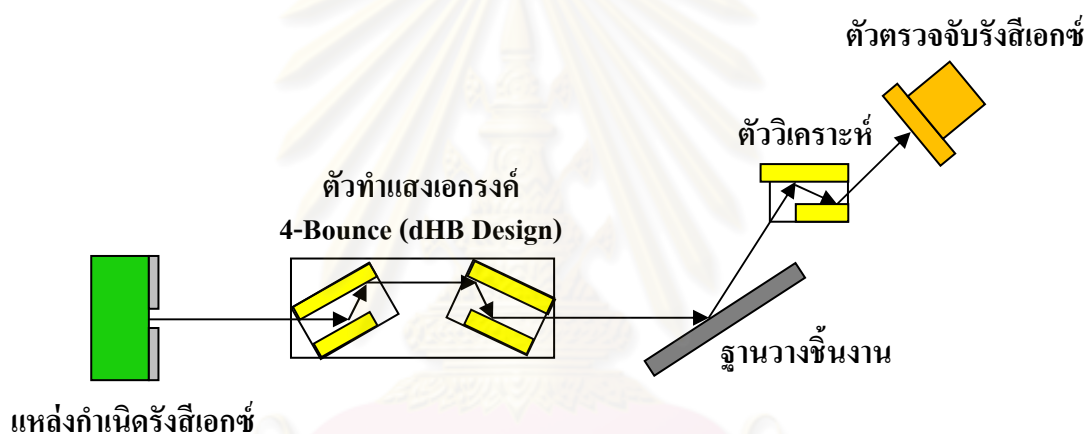 ตัวตรวจจับรังสีเอกซ์
ตัววิเคราะห์
ตัวทำแสงเอกรงค์
4-Bounce (dHB Design)
ฐานวางชิ้นงาน
แหล่งกำเนิดรังสีเอกซ์